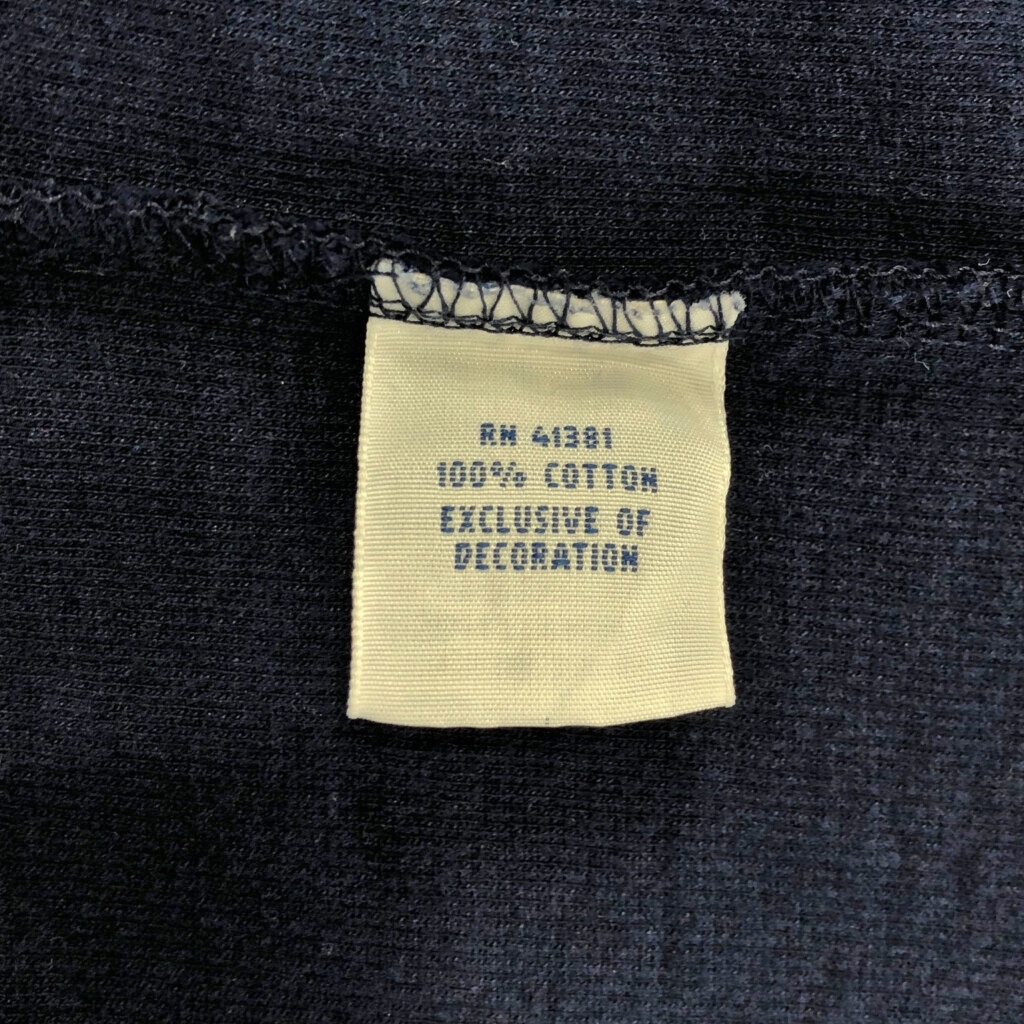 RN 41381
100% COTTON
EXCLUSIVE OF
DECORATION